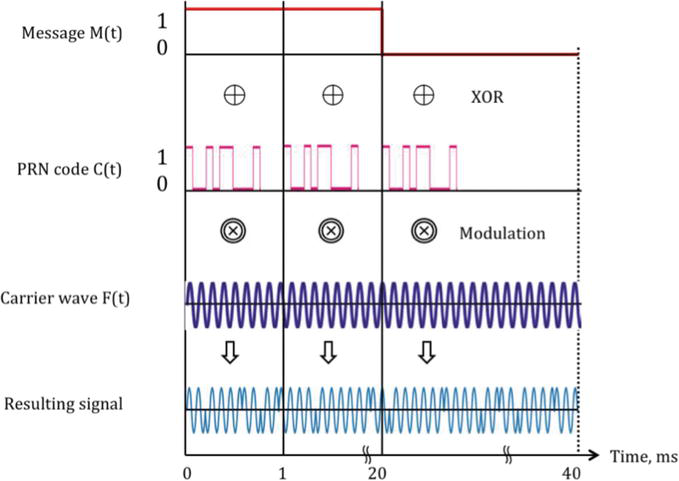 1
Message M(t)
0
XOR
PRN code C(t)
1
0
Modulation
Carrier wave F(t)
Resulting signal
Time, ms
0 1 20 40